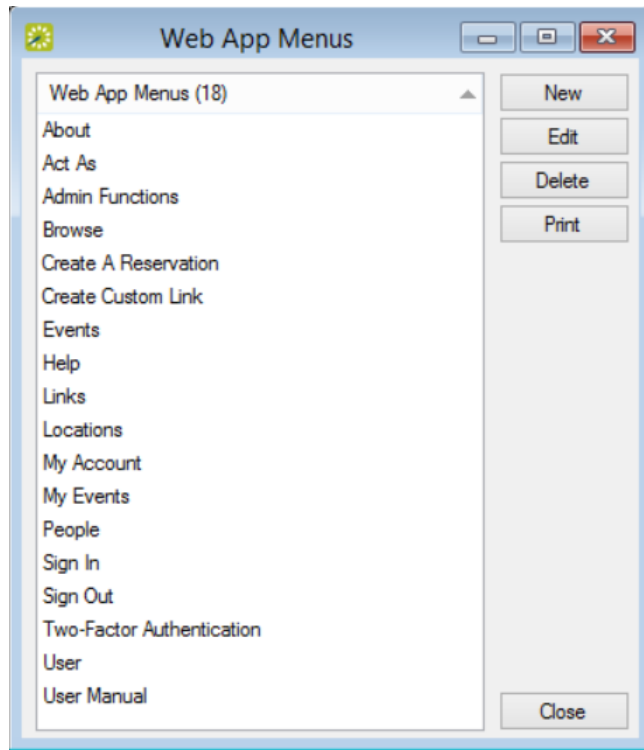 Web App Menus
Web App Menus (18)
About
Act As
Admin Functions
Browse
Create A Reservation
Create Custom Link
Events
Help
Links
Locations
My Account
My Events
People
Sign In
Sign Out
Two-Factor Authentication
User
User Manual
New
Edit
Delete
Print
Close